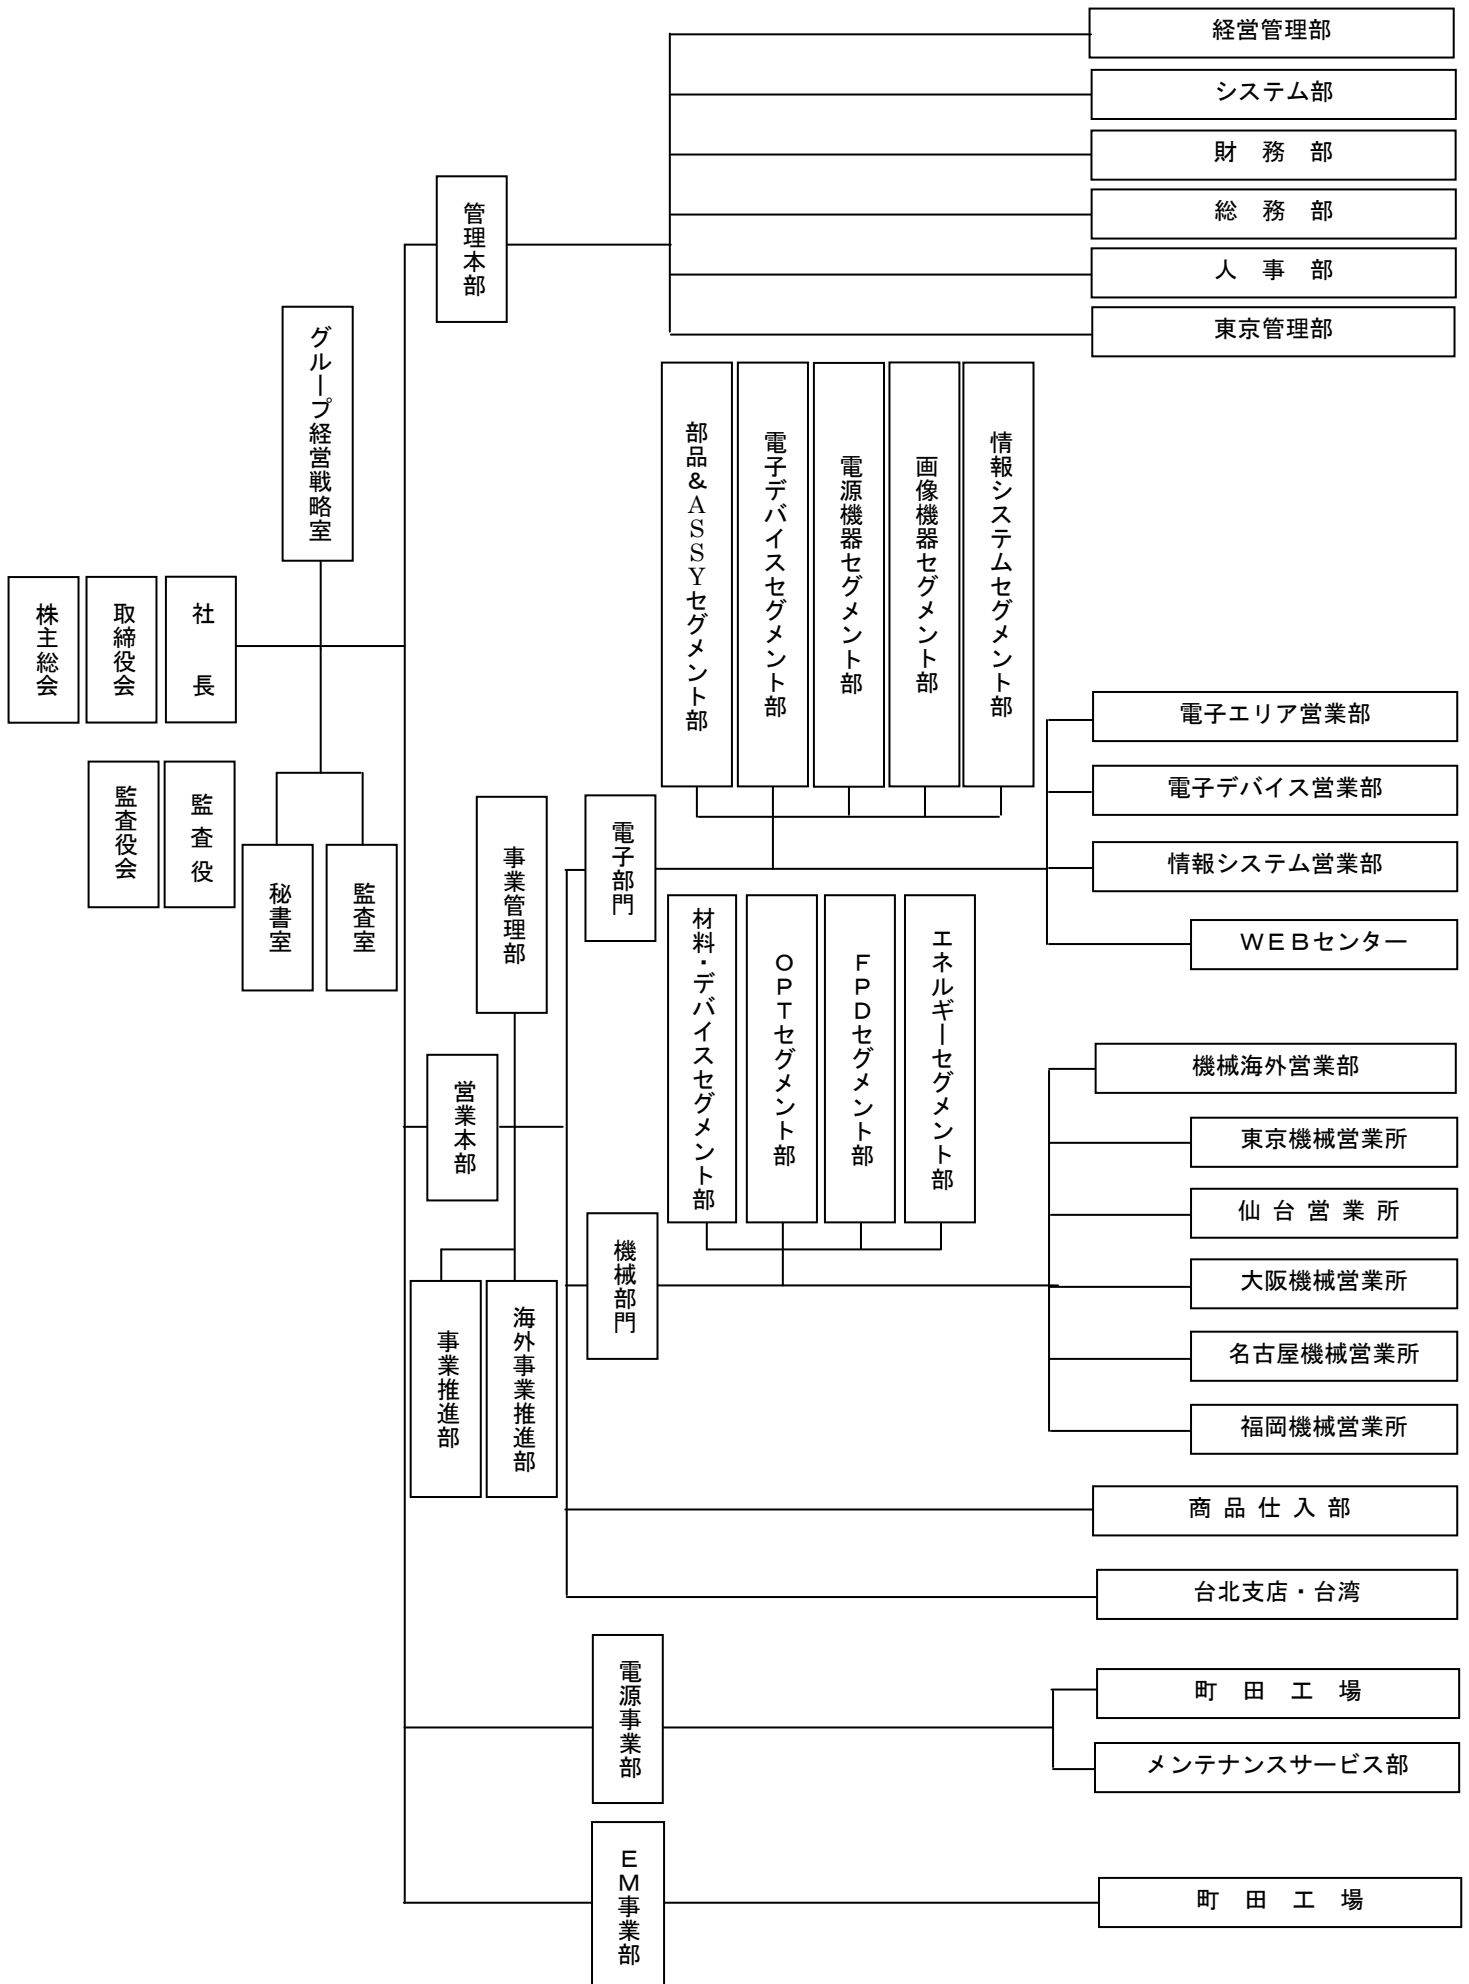 経営管理部
システム部
財　務　部
総　務　部
人　事　部
東京管理部
管理本部
グループ経営戦略室
株主総会
取締役会
社　長
監査役会
監査役
秘書室
監査室
部品＆ASSYセグメント部
電子デバイスセグメント部
電源機器セグメント部
画像機器セグメント部
情報システムセグメント部
電子部門
電子エリア営業部
電子デバイス営業部
情報システム営業部
ＷＥＢセンター
事業管理部
営業本部
事業推進部
海外事業推進部
材料・デバイスセグメント部
ＯＰＴセグメント部
ＦＰＤセグメント部
エネルギーセグメント部
機械部門
機械海外営業部
東京機械営業所
仙 台 営 業 所
大阪機械営業所
名古屋機械営業所
福岡機械営業所
商 品 仕 入 部
台北支店・台湾
電源事業部
町　田　工　場
メンテナンスサービス部
ＥＭ事業部
町　田　工　場